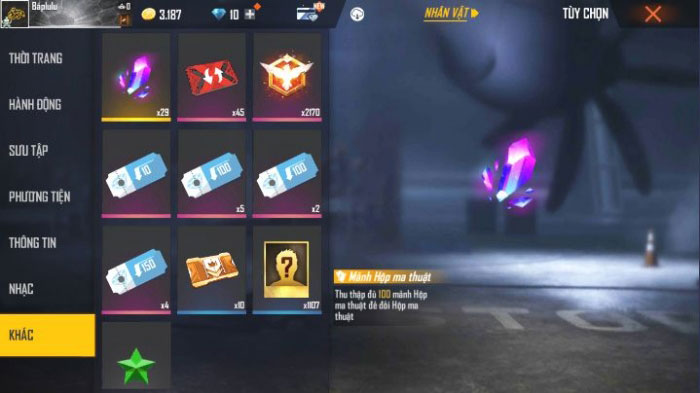 Báplulu
0
3.187
10
NHÂN VẬT
TÙY CHỌN
THỜI TRANG
HÀNH ĐỘNG
SƯU TẬP
PHƯƠNG TIỆN
THÔNG TIN
NHẠC
KHÁC
x29
x45
x2170
10
100
x5
100
x2
150
x4
x10
?
x1107
Mảnh Hộp ma thuật
Thu thập đủ 100 mảnh Hộp
ma thuật để đổi Hộp ma
thuật